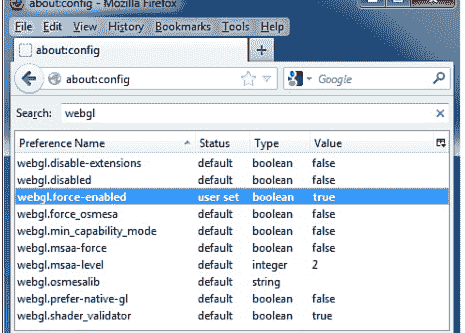 about:config - Mozilla Firefox
File Edit View History Bookmarks Tools Help
about:config
about:config Google
Search: webgl
Preference Name Status Type Value
webgl.disable-extensions default boolean false
webgl.disabled default boolean false
webgl.force-enabled user set boolean true
webgl.force_osmesa default boolean false
webgl.min_capability_mode default boolean false
webgl.msaa-force default boolean false
webgl.msaa-level default integer 2
webgl.osmesalib default string
webgl.prefer-native-gl default boolean false
webgl.shader_validator default boolean true